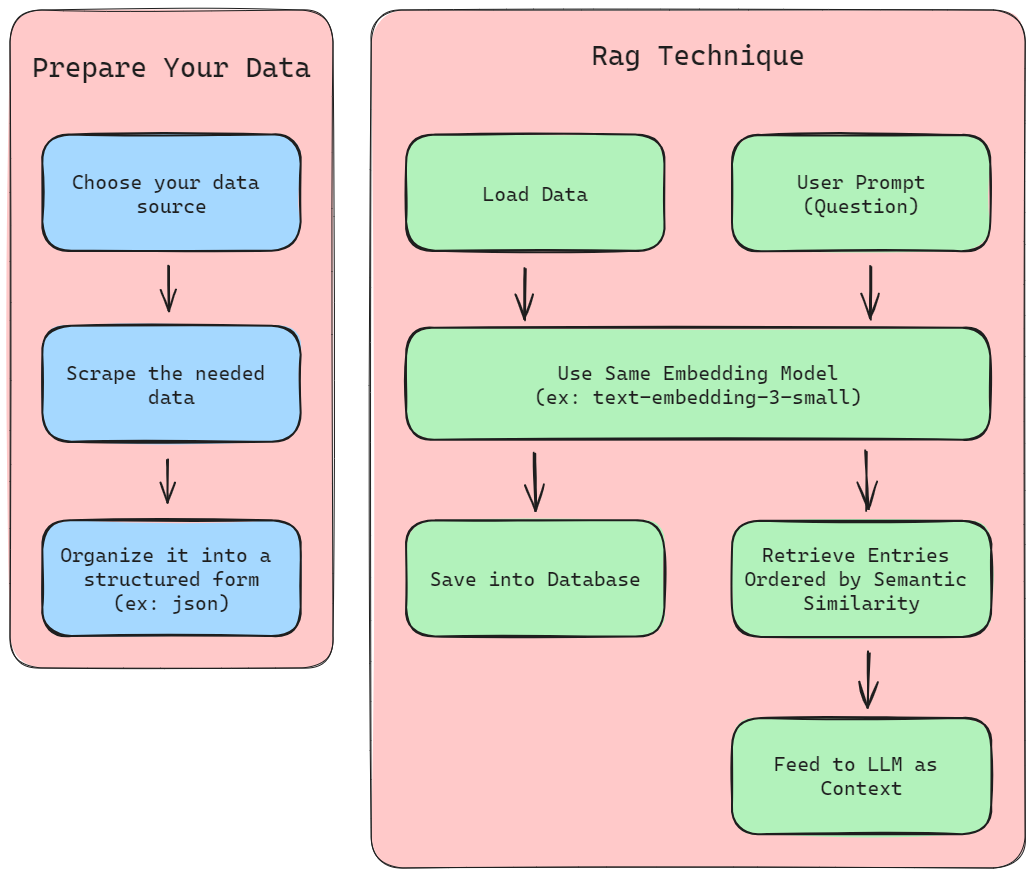 Prepare Your Data
Choose your data
source
Scrape the needed
data
Organize it into a
structured form
(ex: json)
Rag Technique
Load Data
User Prompt
(Question)
Use Same Embedding Model
(ex: text-embedding-3-small)
Save into Database
Retrieve Entries
Ordered by Semantic
Similarity
Feed to LLM as
Context